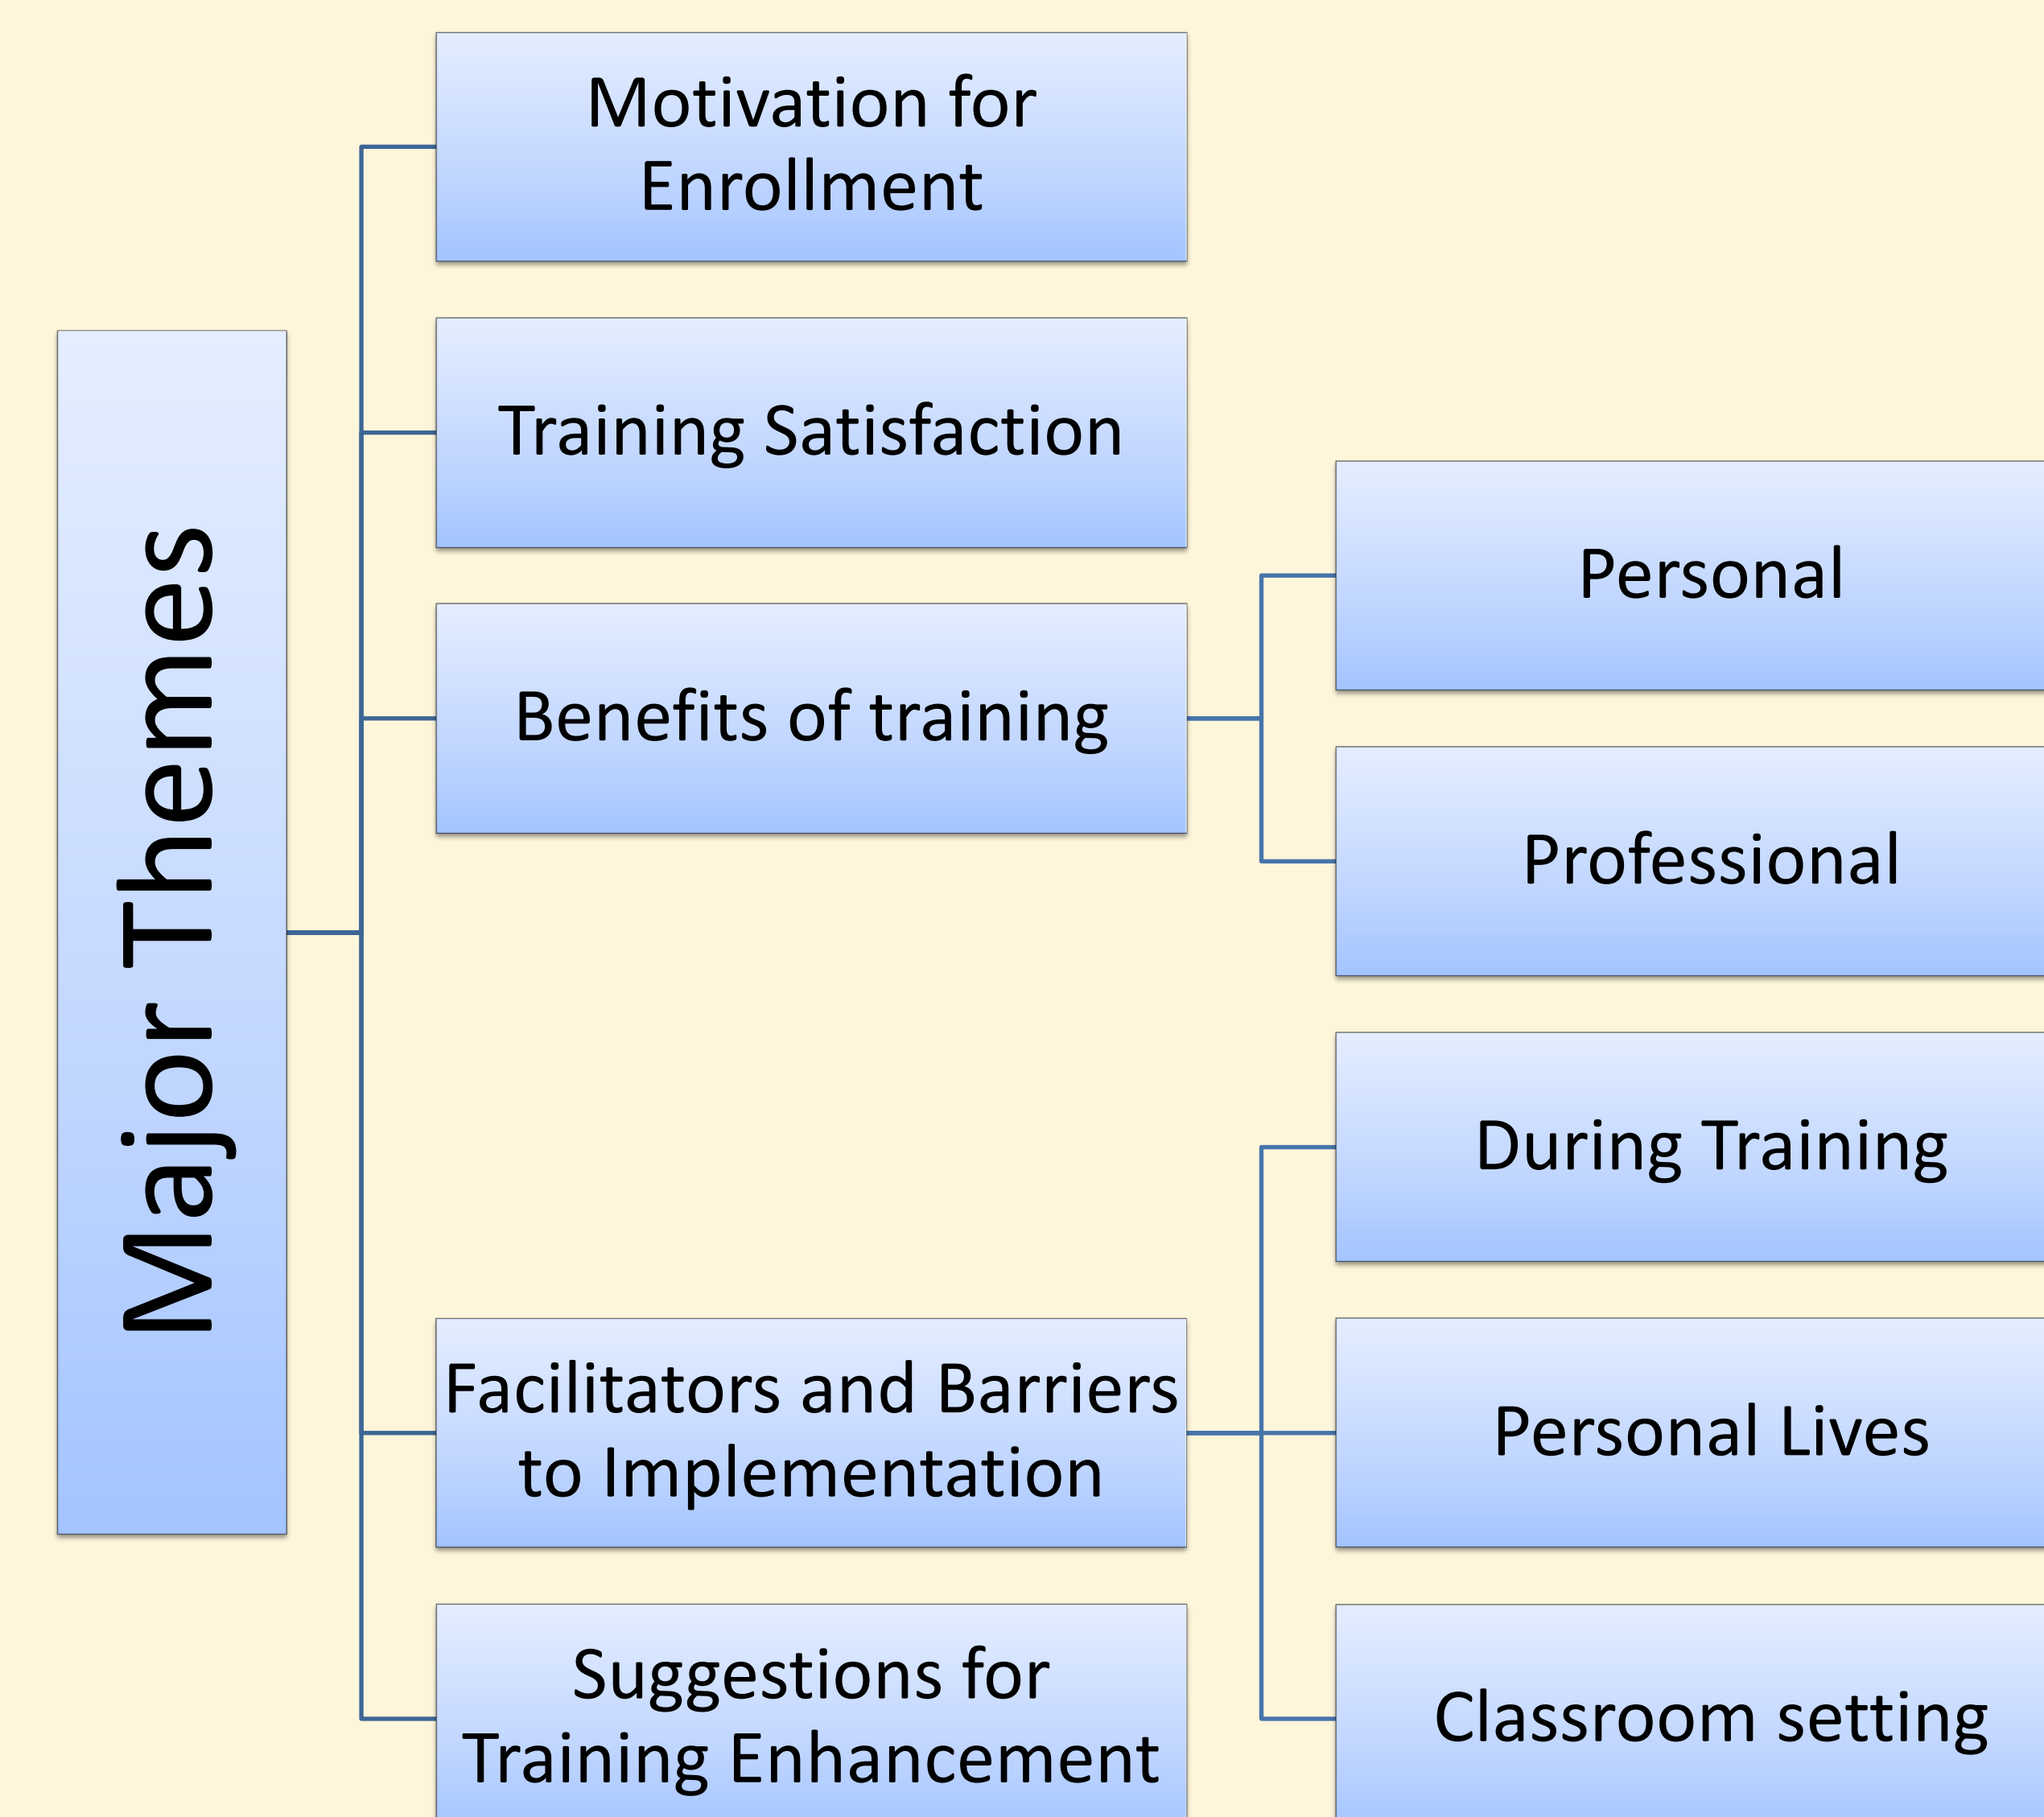 Major Themes
Motivation for
Enrollment
Training Satisfaction
Benefits of training
Personal
Professional
Facilitators and Barriers
to Implementation
During Training
Personal Lives
Classroom setting
Suggestions for
Training Enhancement